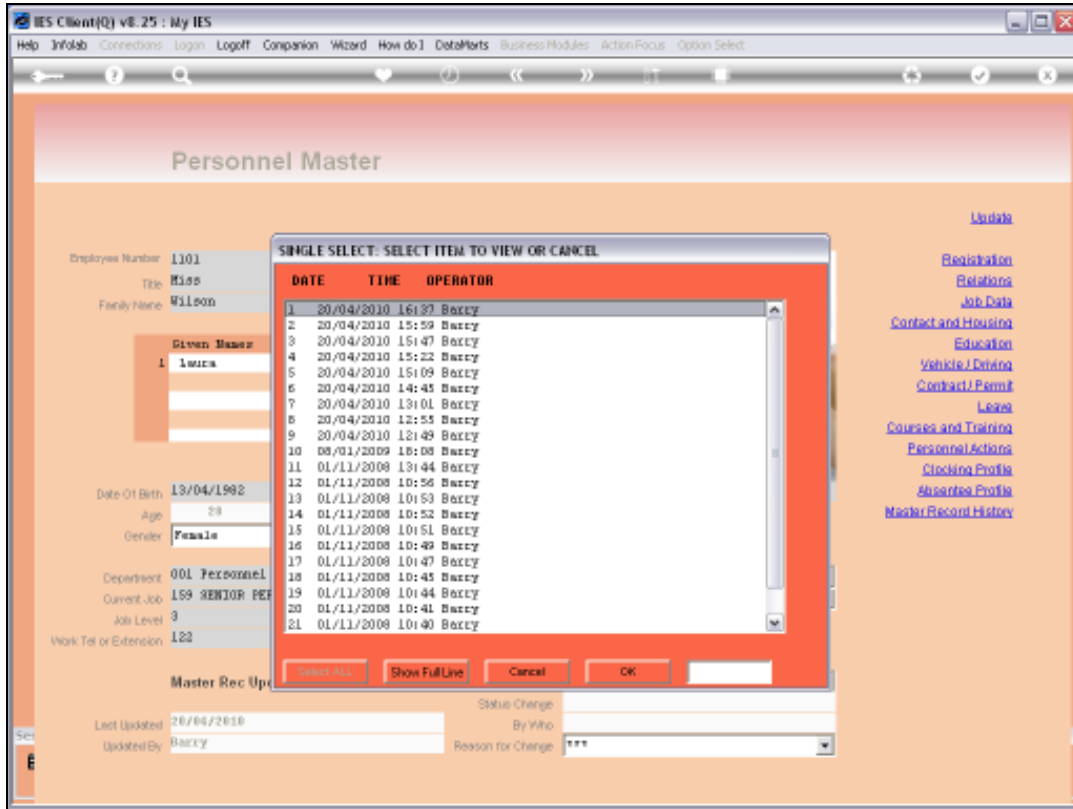 IES Client(Q) v8.25 : My IES
Help Infolab Connections Logon Logoff Companion Wizard How do I DataMarts Business Modules Action Focus Option Select
Personnel Master
Update
Employee Number 1101
Title Miss
Family Name Wilson
Given Names
1 laura
Date Of Birth 13/04/1982
Age 28
Gender Female
Department 001 Personnel
Current Job 159 SENIOR PER
Job Level 3
Work Tel or Extension 122
Master Rec Upd
Last Updated 20/04/2010
Updated By Barry
Status Change
By Who
Reason for Change ***
SINGLE SELECT: SELECT ITEM TO VIEW OR CANCEL
DATE TIME OPERATOR
1 20/04/2010 16:37 Barry
2 20/04/2010 15:59 Barry
3 20/04/2010 15:47 Barry
4 20/04/2010 15:22 Barry
5 20/04/2010 15:09 Barry
6 20/04/2010 14:45 Barry
7 20/04/2010 13:01 Barry
8 20/04/2010 12:55 Barry
9 20/04/2010 12:49 Barry
10 08/01/2009 18:08 Barry
11 01/11/2008 13:44 Barry
12 01/11/2008 10:56 Barry
13 01/11/2008 10:53 Barry
14 01/11/2008 10:52 Barry
15 01/11/2008 10:51 Barry
16 01/11/2008 10:49 Barry
17 01/11/2008 10:47 Barry
18 01/11/2008 10:45 Barry
19 01/11/2008 10:44 Barry
20 01/11/2008 10:41 Barry
21 01/11/2008 10:40 Barry
Select ALL Show Full Line Cancel OK
Registration
Relations
Job Data
Contact and Housing
Education
Vehicle / Driving
Contract / Permit
Leave
Courses and Training
Personnel Actions
Clocking Profile
Absentee Profile
Master Record History